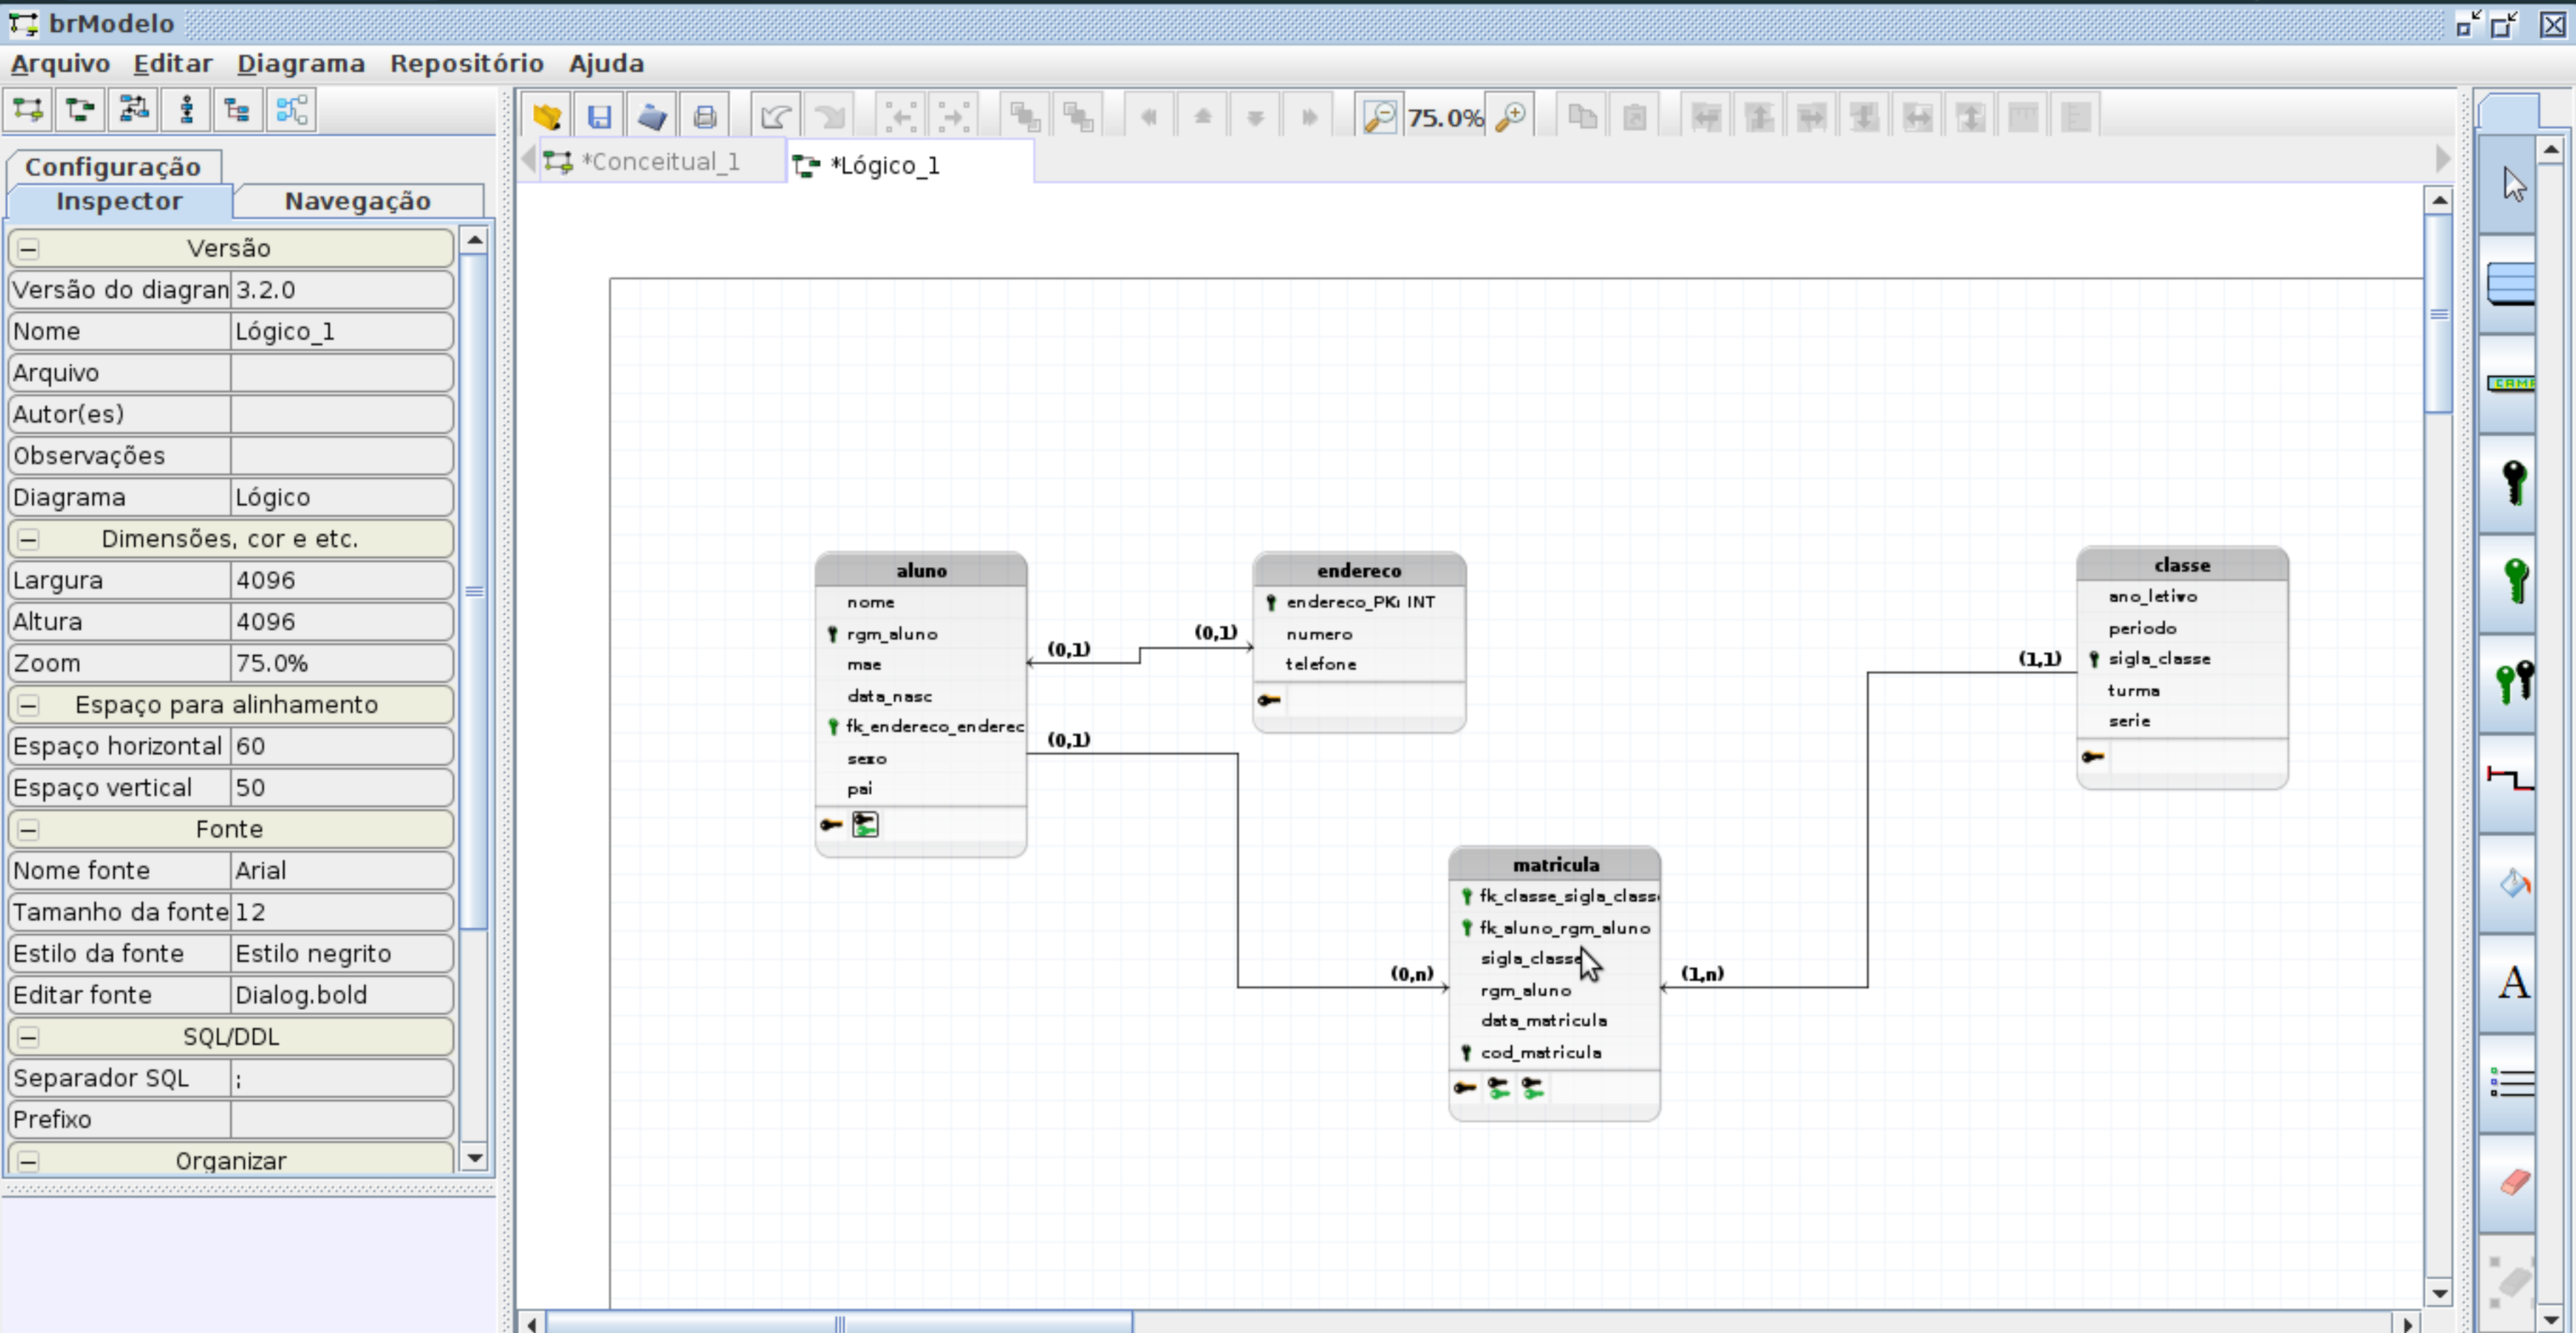 brModelo
Arquivo Editar Diagrama Repositório Ajuda
75.0%
*Conceitual_1
*Lógico_1
Configuração
Inspector
Navegação
Versão
Versão do diagran 3.2.0
Nome Lógico_1
Arquivo
Autor(es)
Observações
Diagrama Lógico
Dimensões, cor e etc.
Largura 4096
Altura 4096
Zoom 75.0%
Espaço para alinhamento
Espaço horizontal 60
Espaço vertical 50
Fonte
Nome fonte Arial
Tamanho da fonte 12
Estilo da fonte Estilo negrito
Editar fonte Dialog.bold
SQL/DDL
Separador SQL ;
Prefixo
Organizar
aluno
nome
rgm_aluno
mae
data_nasc
fk_endereco_enderec
sexo
pai
(0,1)
(0,1)
(0,1)
endereco
endereco_PK: INT
numero
telefone
classe
ano_letivo
periodo
sigla_classe
turma
serie
(1,1)
matricula
fk_classe_sigla_class
fk_aluno_rgm_aluno
sigla_classe
rgm_aluno
data_matricula
cod_matricula
(0,n)
(1,n)
CAMP
A